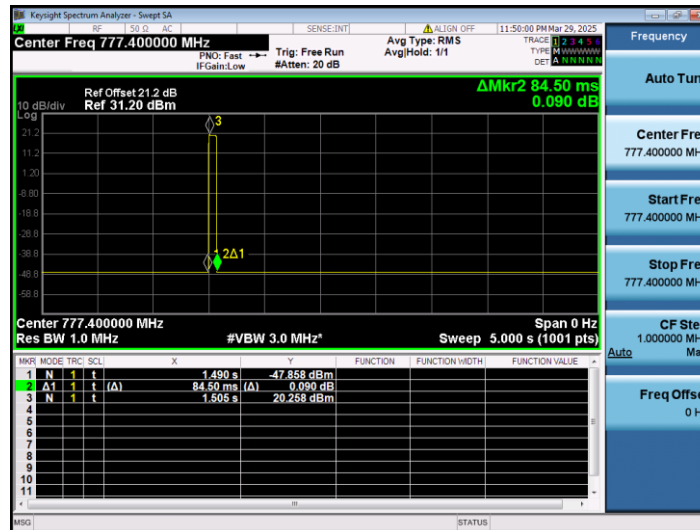 Keysight Spectrum Analyzer - Swept SA
RF 50 Ω AC SENSE:INT ALIGN OFF 11:50:00 PM Mar 29, 2025
Center Freq 777.400000 MHz
PNO: Fast
IFGain:Low
Trig: Free Run
#Atten: 20 dB
Avg Type: RMS
Avg|Hold: 1/1
TRACE 1 2 3 4 5 6
TYPE M WWWWW
DET A N N N N N
Ref Offset 21.2 dB
Ref 31.20 dBm
10 dB/div
Log
ΔMkr2 84.50 ms
0.090 dB
21.2
11.2
1.20
-8.80
-18.8
-28.8
-38.8
-48.8
-58.8
3
2Δ1
Center 777.400000 MHz
Span 0 Hz
Res BW 1.0 MHz
#VBW 3.0 MHz*
Sweep 5.000 s (1001 pts)
MKR MODE TRC SCL X Y FUNCTION FUNCTION WIDTH FUNCTION VALUE
1 N 1 t 1.490 s -47.858 dBm
2 Δ1 1 t (Δ) 84.50 ms (Δ) 0.090 dB
3 N 1 t 1.505 s 20.258 dBm
4
5
6
7
8
9
10
11
MSG
STATUS
Frequency
Auto Tun
Center Fre
777.400000 MH
Start Fre
777.400000 MH
Stop Fre
777.400000 MH
CF Ste
1.000000 MH
Auto Ma
Freq Offse
0 H